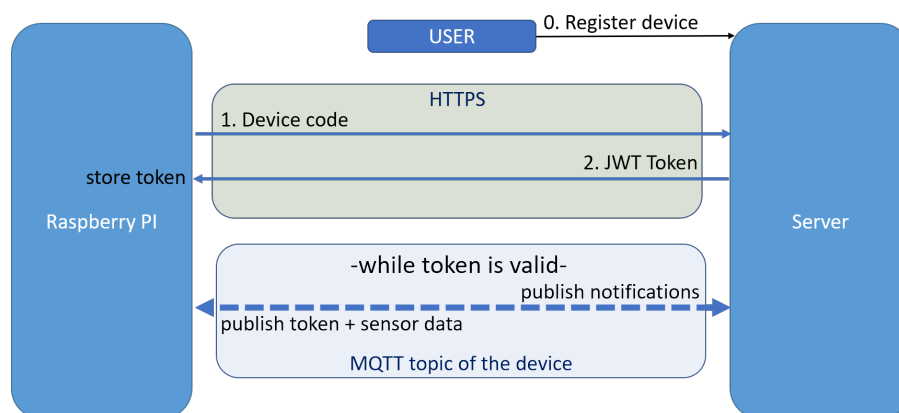 0. Register device
USER
HTTPS
1. Device code
2. JWT Token
store token
Raspberry PI
Server
-while token is valid-
publish notifications
publish token + sensor data
MQTT topic of the device